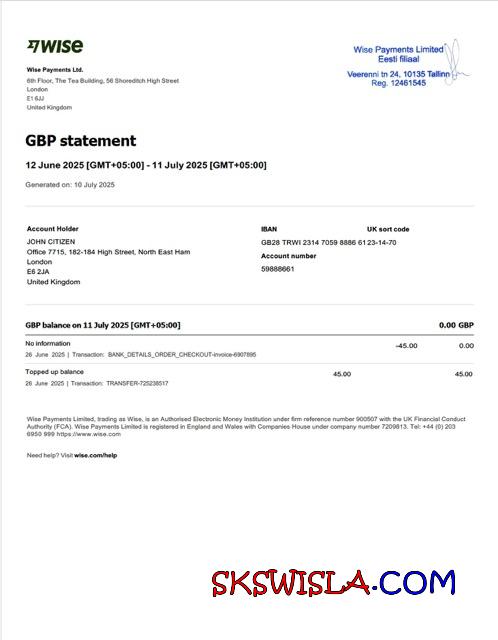 WISE
Wise Payments Limited
Eesti filiaal
Veerenni tn 24, 10135 Tallinn
Reg. 12461545
Wise Payments Ltd.
6th Floor, The Tea Building, 56 Shoreditch High Street
London
E1 6JJ
United Kingdom
GBP statement
12 June 2025 [GMT+05:00] - 11 July 2025 [GMT+05:00]
Generated on: 10 July 2025
Account Holder
JOHN CITIZEN
Office 7715, 182-184 High Street, North East Ham
London
E6 2JA
United Kingdom
IBAN UK sort code
GB28 TRWI 2314 7059 8886 61 23-14-70
Account number
59888661
GBP balance on 11 July 2025 [GMT+05:00] 0.00 GBP
No information -45.00 0.00
26 June 2025 | Transaction: BANK_DETAILS_ORDER_CHECKOUT-invoice-6907895
Topped up balance 45.00 45.00
26 June 2025 | Transaction: TRANSFER-725238517
Wise Payments Limited, trading as Wise, is an Authorised Electronic Money Institution under firm reference number 900507 with the UK Financial Conduct
Authority (FCA). Wise Payments Limited is registered in England and Wales with Companies House under company number 7209813. Tel: +44 (0) 203
6950 999 https://www.wise.com
Need help? Visit wise.com/help
SKSWISLA.COM